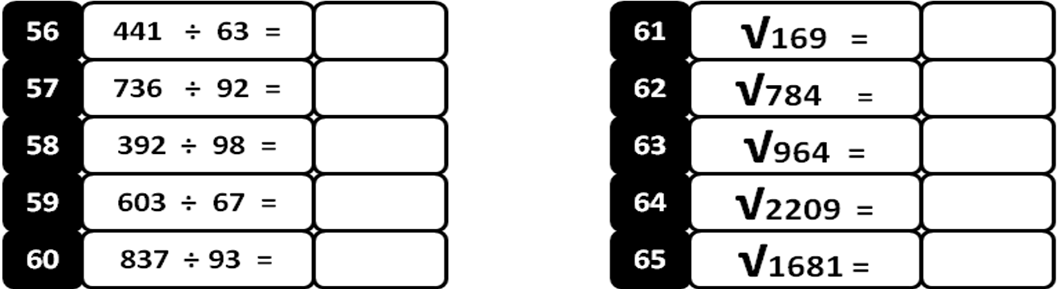 56 441 ÷ 63 =
57 736 ÷ 92 =
58 392 ÷ 98 =
59 603 ÷ 67 =
60 837 ÷ 93 =
61 √169 =
62 √784 =
63 √964 =
64 √2209 =
65 √1681 =